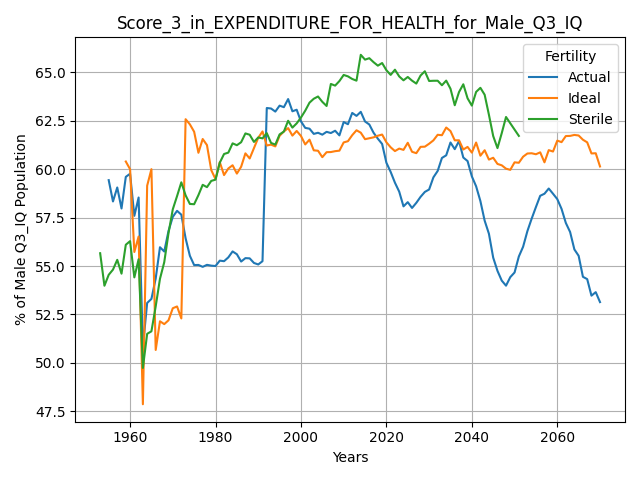 Score_3_in_EXPENDITURE_FOR_HEALTH_for_Male_Q3_IQ
% of Male Q3_IQ Population
65.0
62.5
60.0
57.5
55.0
52.5
50.0
47.5
Fertility
Actual
Ideal
Sterile
1960
1980
2000
2020
2040
2060
Years